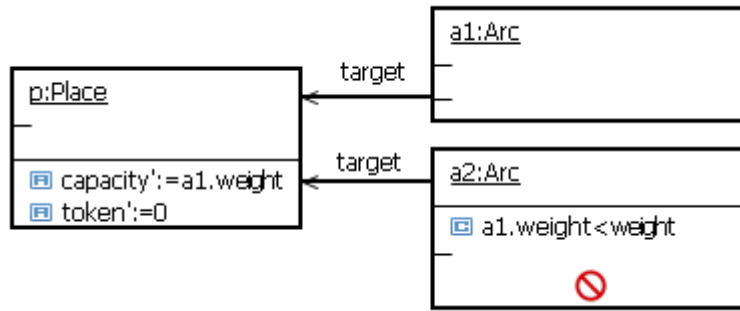 a1:Arc
target
p:Place
capacity':=a1.weight
token':=0
target
a2:Arc
a1.weight<weight